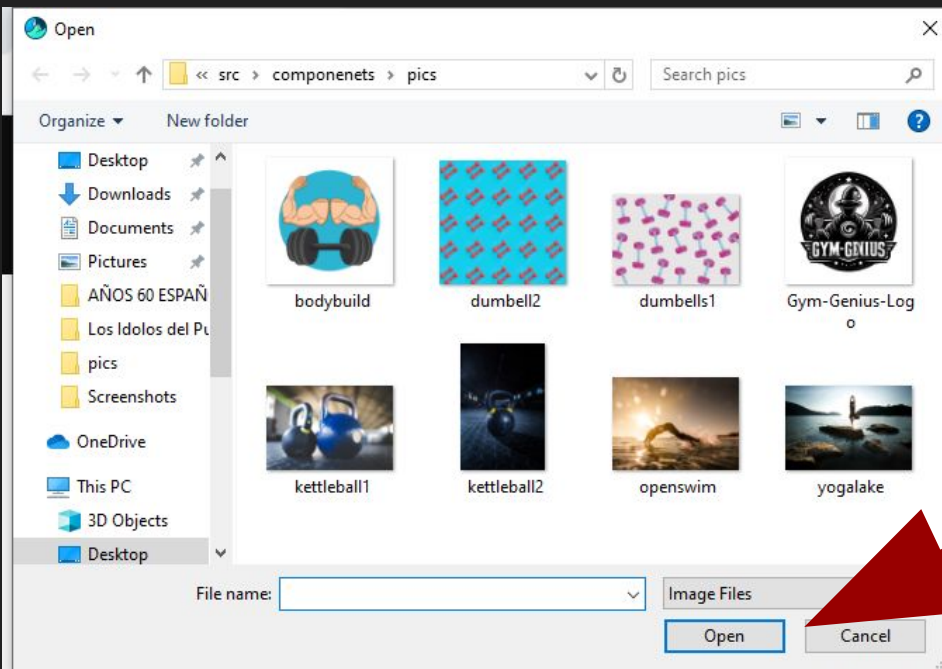 Open
« src › componenets › pics
Search pics
Organize
New folder
Desktop
Downloads
Documents
Pictures
AÑOS 60 ESPAÑ
Los Idolos del Pu
pics
Screenshots
OneDrive
This PC
3D Objects
Desktop
GYM-GENIUS
bodybuild
dumbell2
dumbells1
Gym-Genius-Log
o
kettleball1
kettleball2
openswim
yogalake
File name:
Image Files
Open
Cancel